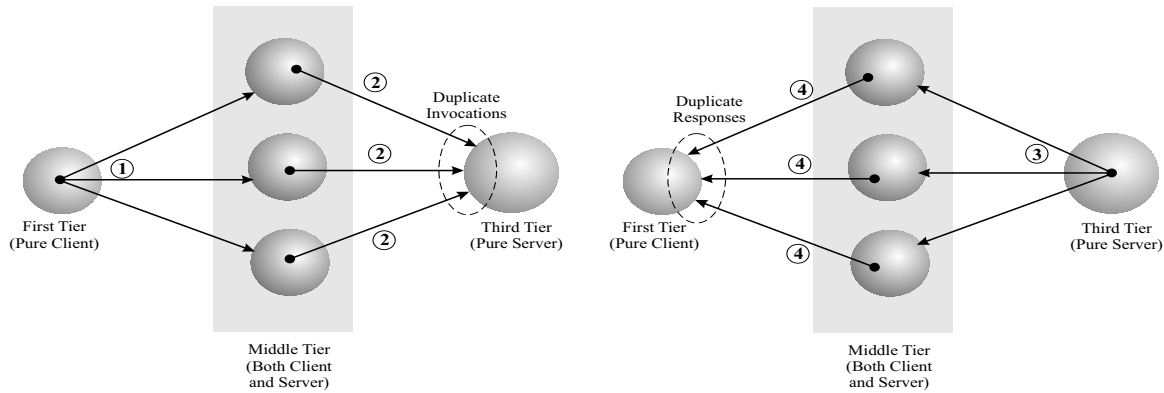 2
Duplicate
Invocations
1
2
First Tier
(Pure Client)
2
Third Tier
(Pure Server)
Middle Tier
(Both Client
and Server)
4
Duplicate
Responses
3
4
First Tier
(Pure Client)
4
Third Tier
(Pure Server)
Middle Tier
(Both Client
and Server)